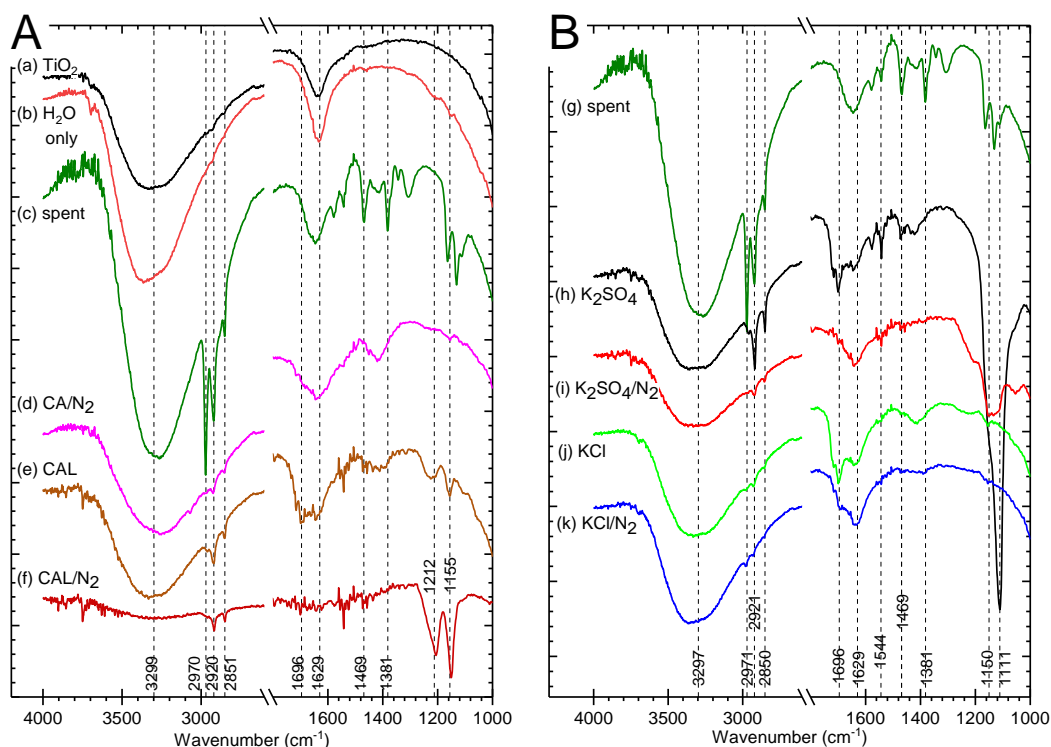 A
(a) TiO₂
(b) H₂O
only
(c) spent
(d) CA/N₂
(e) CAL
(f) CAL/N₂
1212
1155
3299
2970
2920
2851
1696
1629
1469
1381
4000
3000
1600
1400
1200
1000
Wavenumber (cm⁻¹)
B
(g) spent
(h) K₂SO₄
(i) K₂SO₄/N₂
(j) KCl
(k) KCl/N₂
3297
2971
2921
2850
1696
1629
1544
1469
1381
1150
1111
4000
3000
1600
1400
1200
1000
Wavenumber (cm⁻¹)